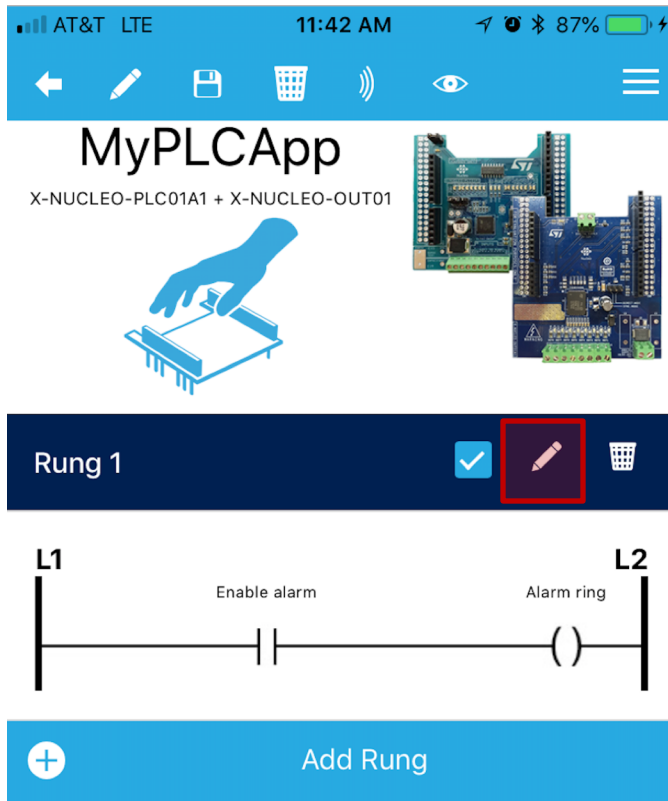 AT&T LTE 11:42 AM 87%
MyPLCApp
X-NUCLEO-PLC01A1 + X-NUCLEO-OUT01
Rung 1
L1 L2
Enable alarm Alarm ring
Add Rung